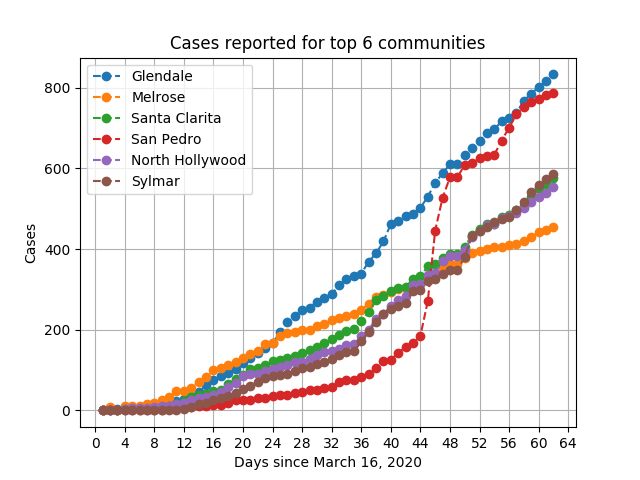 Cases reported for top 6 communities
Glendale
Melrose
Santa Clarita
San Pedro
North Hollywood
Sylmar
800
600
400
200
0
Cases
0 4 8 12 16 20 24 28 32 36 40 44 48 52 56 60 64
Days since March 16, 2020